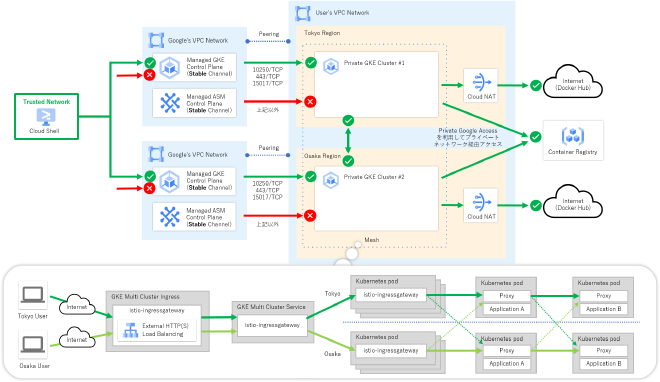 User's VPC Network
Google's VPC Network
Peering
Tokyo Region
Managed GKE
Control Plane
(Stable Channel)
10250/TCP
443/TCP
15017/TCP
Private GKE Cluster #1
Managed ASM
Control Plane
(Stable Channel)
上記以外
Cloud NAT
Internet
(Docker Hub)
Trusted Network
Cloud Shell
Private Google Access
を利用してプライベート
ネットワーク経由アクセス
Container Registry
Google's VPC Network
Peering
Osaka Region
Managed GKE
Control Plane
(Stable Channel)
10250/TCP
443/TCP
15017/TCP
Private GKE Cluster #2
Managed ASM
Control Plane
(Stable Channel)
上記以外
Cloud NAT
Internet
(Docker Hub)
Mesh
Tokyo User
Internet
GKE Multi Cluster Ingress
istio-ingressgateway
External HTTP(S)
Load Balancing
GKE Multi Cluster Service
istio-ingressgateway
Tokyo
Kubernetes pod
istio-ingressgateway
Kubernetes pod
Proxy
Application A
Kubernetes pod
Proxy
Application B
Osaka User
Internet
Osaka
Kubernetes pod
istio-ingressgateway
Kubernetes pod
Proxy
Application A
Kubernetes pod
Proxy
Application B